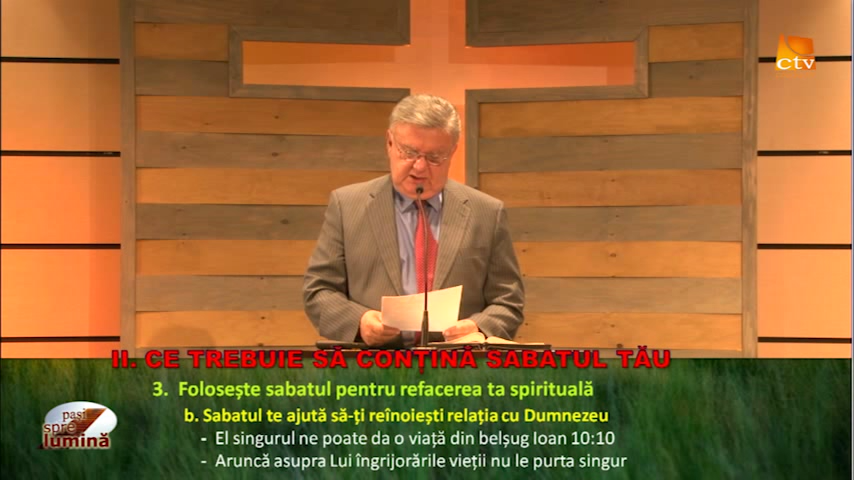 ctv
II. CE TREBUIE SĂ CONȚINĂ SABATUL TĂU
3. Folosește sabatul pentru refacerea ta spirituală
b. Sabatul te ajută să-ți reînoiești relația cu Dumnezeu
- El singurul ne poate da o viață din belșug Ioan 10:10
- Aruncă asupra Lui îngrijorările vieții nu le purta singur
pași
spre
lumină